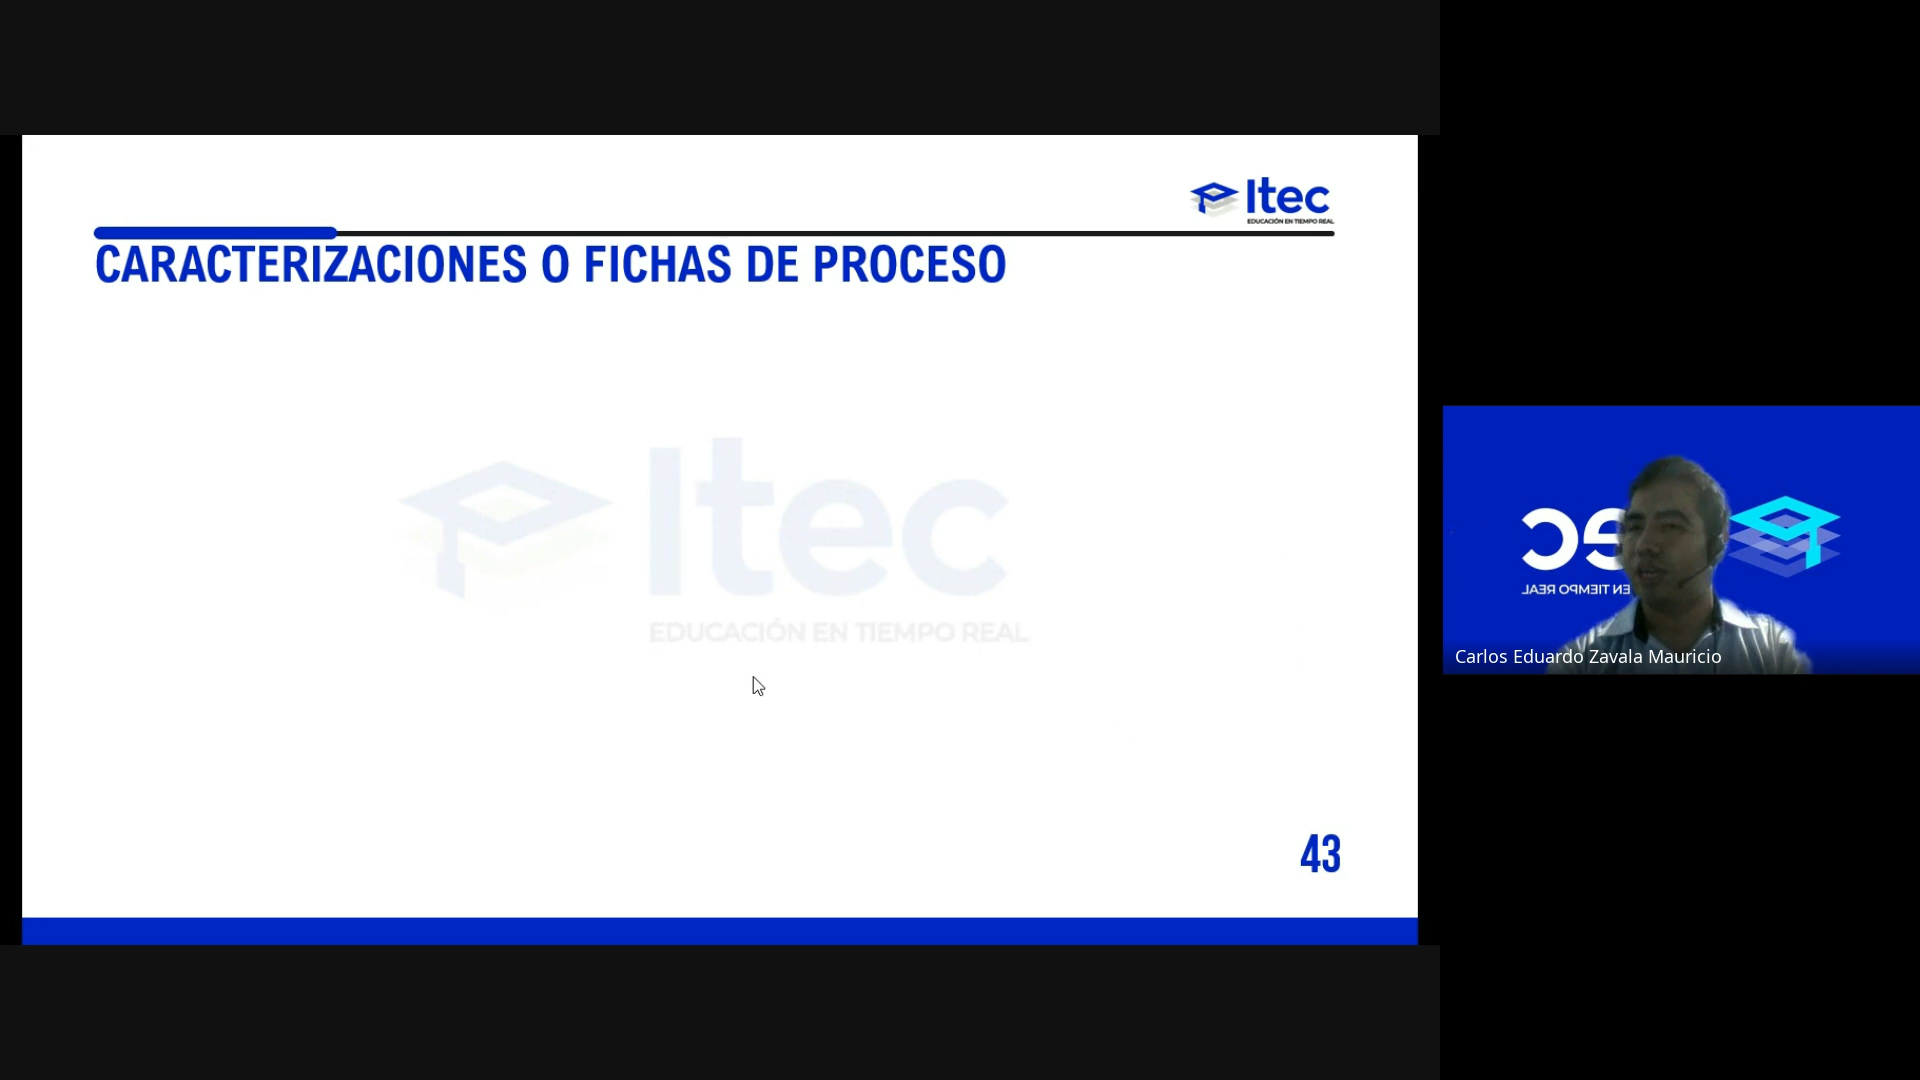 Itec
EDUCACIÓN EN TIEMPO REAL
CARACTERIZACIONES O FICHAS DE PROCESO
Itec
EDUCACIÓN EN TIEMPO REAL
43
ec
EN TIEMPO REAL
Carlos Eduardo Zavala Mauricio